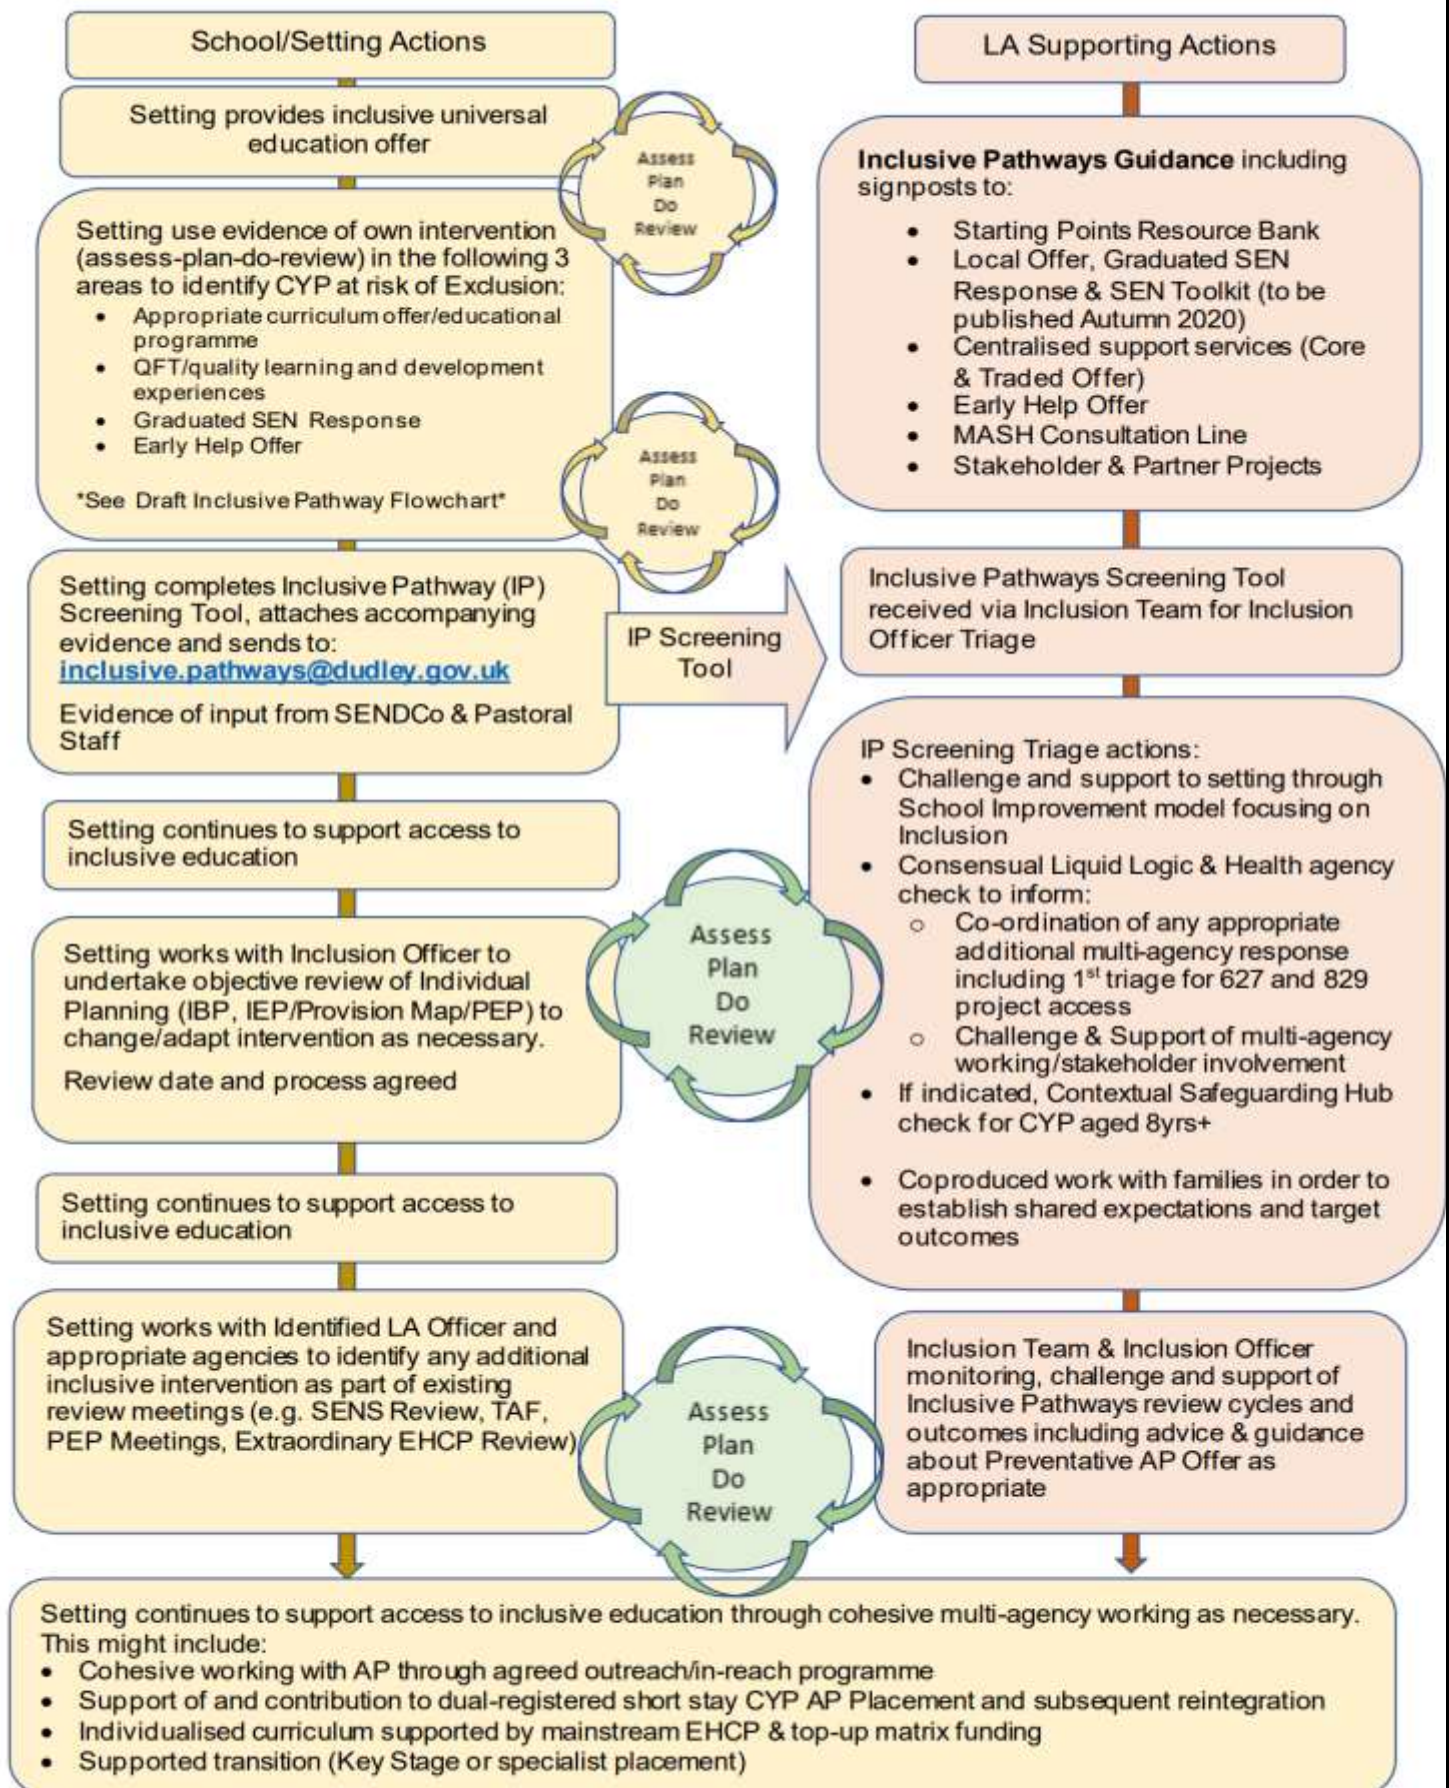 School/Setting Actions
Setting provides inclusive universal
education offer
Setting use evidence of own intervention
(assess-plan-do-review) in the following 3
areas to identify CYP at risk of Exclusion:
• Appropriate curriculum offer/educational
programme
• QFT/quality learning and development
experiences
• Graduated SEN Response
• Early Help Offer
*See Draft Inclusive Pathway Flowchart*
Assess
Plan
Do
Review
Assess
Plan
Do
Review
Setting completes Inclusive Pathway (IP)
Screening Tool, attaches accompanying
evidence and sends to:
inclusive.pathways@dudley.gov.uk
Evidence of input from SENDCo & Pastoral
Staff
IP Screening
Tool
Setting continues to support access to
inclusive education
Setting works with Inclusion Officer to
undertake objective review of Individual
Planning (IBP, IEP/Provision Map/PEP) to
change/adapt intervention as necessary.
Review date and process agreed
Assess
Plan
Do
Review
Setting continues to support access to
inclusive education
Setting works with Identified LA Officer and
appropriate agencies to identify any additional
inclusive intervention as part of existing
review meetings (e.g. SENS Review, TAF,
PEP Meetings, Extraordinary EHCP Review)
Assess
Plan
Do
Review
LA Supporting Actions
Inclusive Pathways Guidance including
signposts to:
• Starting Points Resource Bank
• Local Offer, Graduated SEN
Response & SEN Toolkit (to be
published Autumn 2020)
• Centralised support services (Core
& Traded Offer)
• Early Help Offer
• MASH Consultation Line
• Stakeholder & Partner Projects
Inclusive Pathways Screening Tool
received via Inclusion Team for Inclusion
Officer Triage
IP Screening Triage actions:
• Challenge and support to setting through
School Improvement model focusing on
Inclusion
• Consensual Liquid Logic & Health agency
check to inform:
o Co-ordination of any appropriate
additional multi-agency response
including 1st triage for 627 and 829
project access
o Challenge & Support of multi-agency
working/stakeholder involvement
• If indicated, Contextual Safeguarding Hub
check for CYP aged 8yrs+
• Coproduced work with families in order to
establish shared expectations and target
outcomes
Inclusion Team & Inclusion Officer
monitoring, challenge and support of
Inclusive Pathways review cycles and
outcomes including advice & guidance
about Preventative AP Offer as
appropriate
Setting continues to support access to inclusive education through cohesive multi-agency working as necessary.
This might include:
• Cohesive working with AP through agreed outreach/in-reach programme
• Support of and contribution to dual-registered short stay CYP AP Placement and subsequent reintegration
• Individualised curriculum supported by mainstream EHCP & top-up matrix funding
• Supported transition (Key Stage or specialist placement)